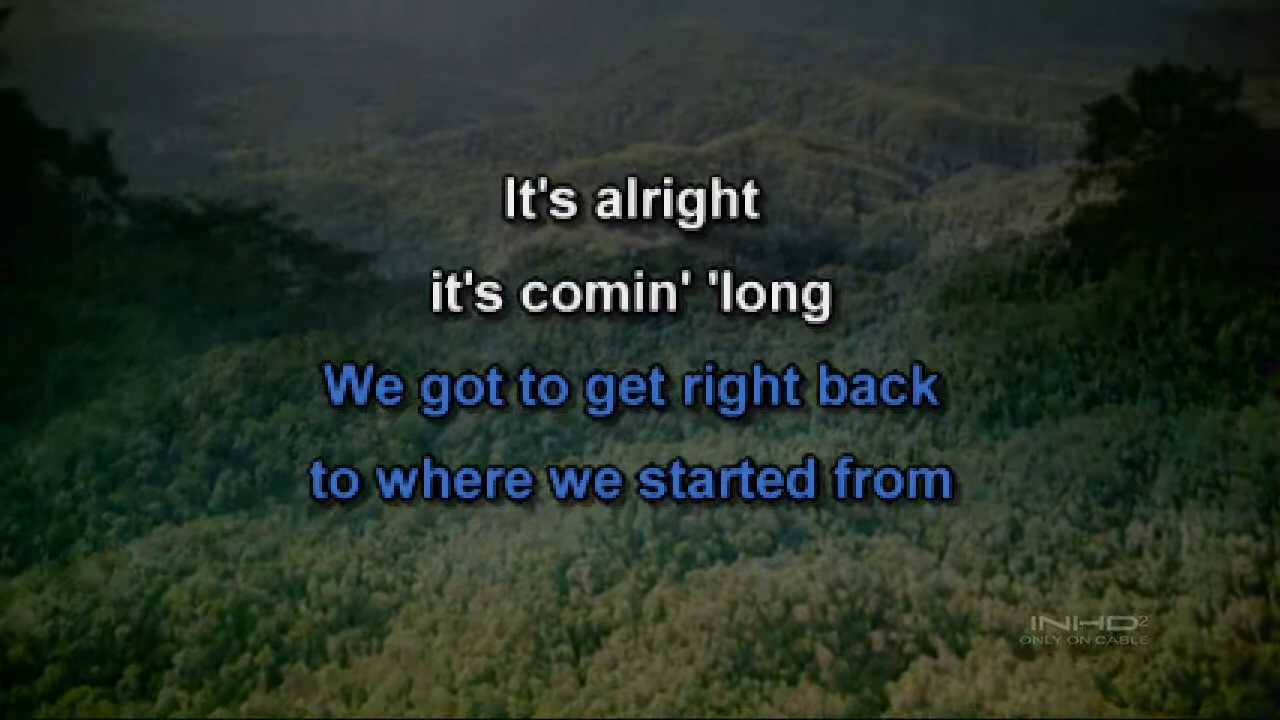 It's alright
it's comin' 'long
We got to get right back
to where we started from
INHD²
ONLY ON CABLE